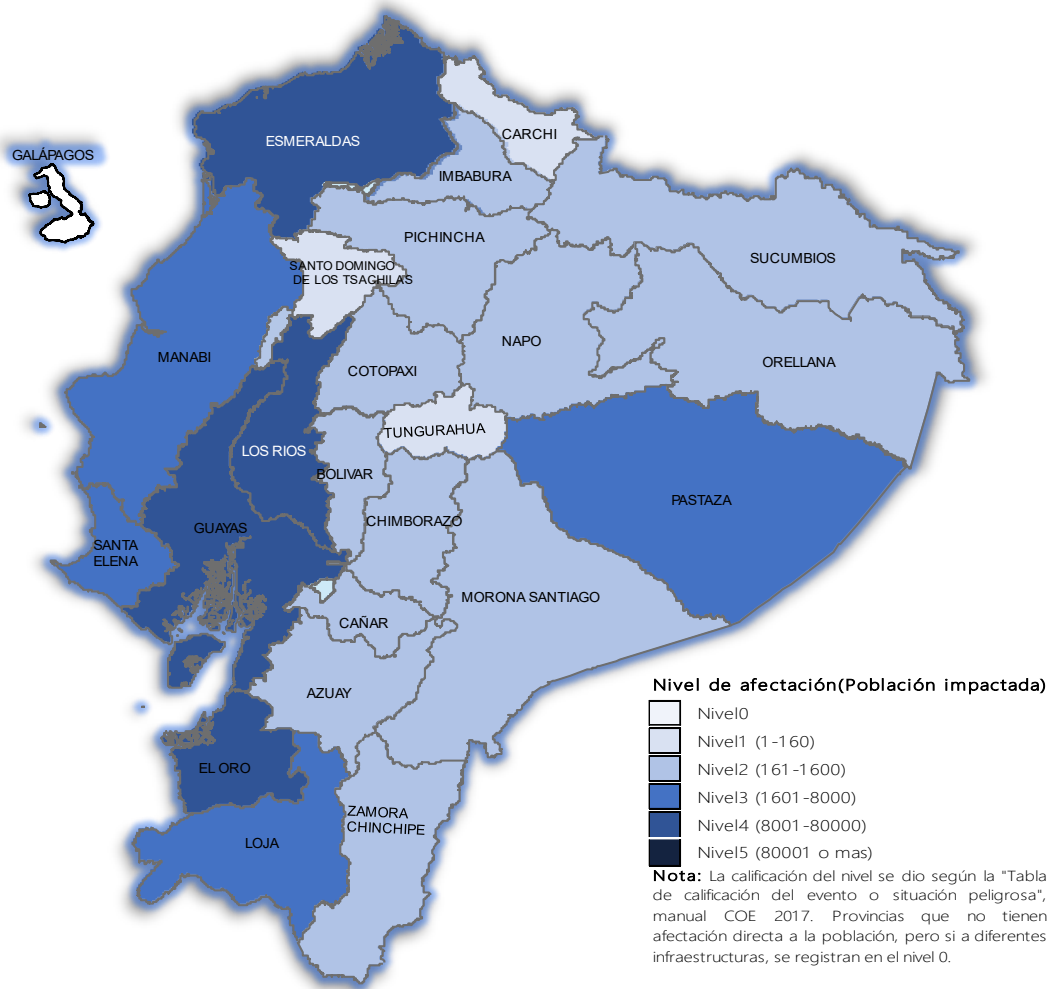 ESMERALDAS
CARCHI
GALÁPAGOS
IMBABURA
PICHINCHA
SUCUMBIOS
SANTO DOMINGO
DE LOS TSACHILAS
NAPO
MANABI
COTOPAXI
ORELLANA
TUNGURAHUA
LOS RIOS
BOLIVAR
PASTAZA
CHIMBORAZO
GUAYAS
SANTA
ELENA
MORONA SANTIAGO
CAÑAR
AZUAY
EL ORO
ZAMORA
CHINCHIPE
LOJA
Nivel de afectación(Población impactada)
Nivel0
Nivel1 (1-160)
Nivel2 (161-1600)
Nivel3 (1601-8000)
Nivel4 (8001-80000)
Nivel5 (80001 o mas)
Nota: La calificación del nivel se dio según la "Tabla
de calificación del evento o situación peligrosa",
manual COE 2017. Provincias que no tienen
afectación directa a la población, pero si a diferentes
infraestructuras, se registran en el nivel 0.